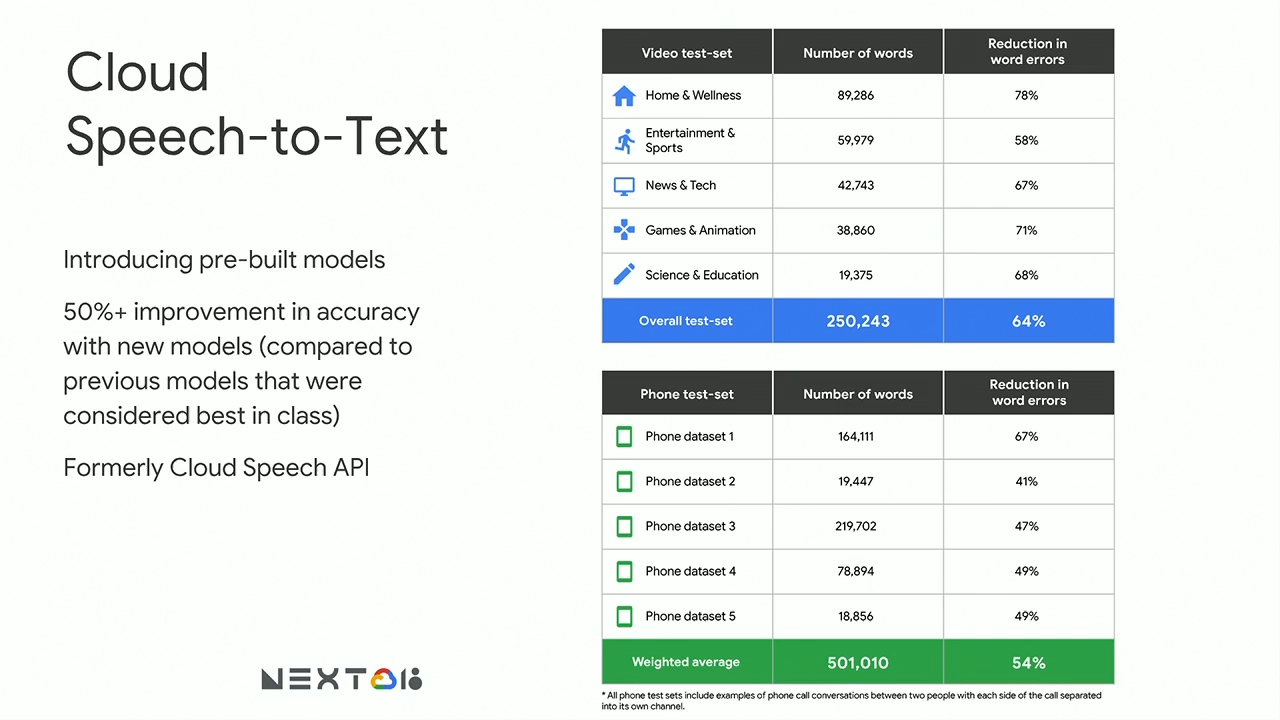 Cloud
Speech-to-Text
Introducing pre-built models
50%+ improvement in accuracy
with new models (compared to
previous models that were
considered best in class)
Formerly Cloud Speech API
NEXT 18
Video test-set Number of words Reduction in word errors
Home & Wellness 89,286 78%
Entertainment & Sports 59,979 58%
News & Tech 42,743 67%
Games & Animation 38,860 71%
Science & Education 19,375 68%
Overall test-set 250,243 64%
Phone test-set Number of words Reduction in word errors
Phone dataset 1 164,111 67%
Phone dataset 2 19,447 41%
Phone dataset 3 219,702 47%
Phone dataset 4 78,894 49%
Phone dataset 5 18,856 49%
Weighted average 501,010 54%
* All phone test sets include examples of phone call conversations between two people with each side of the call separated
into its own channel.